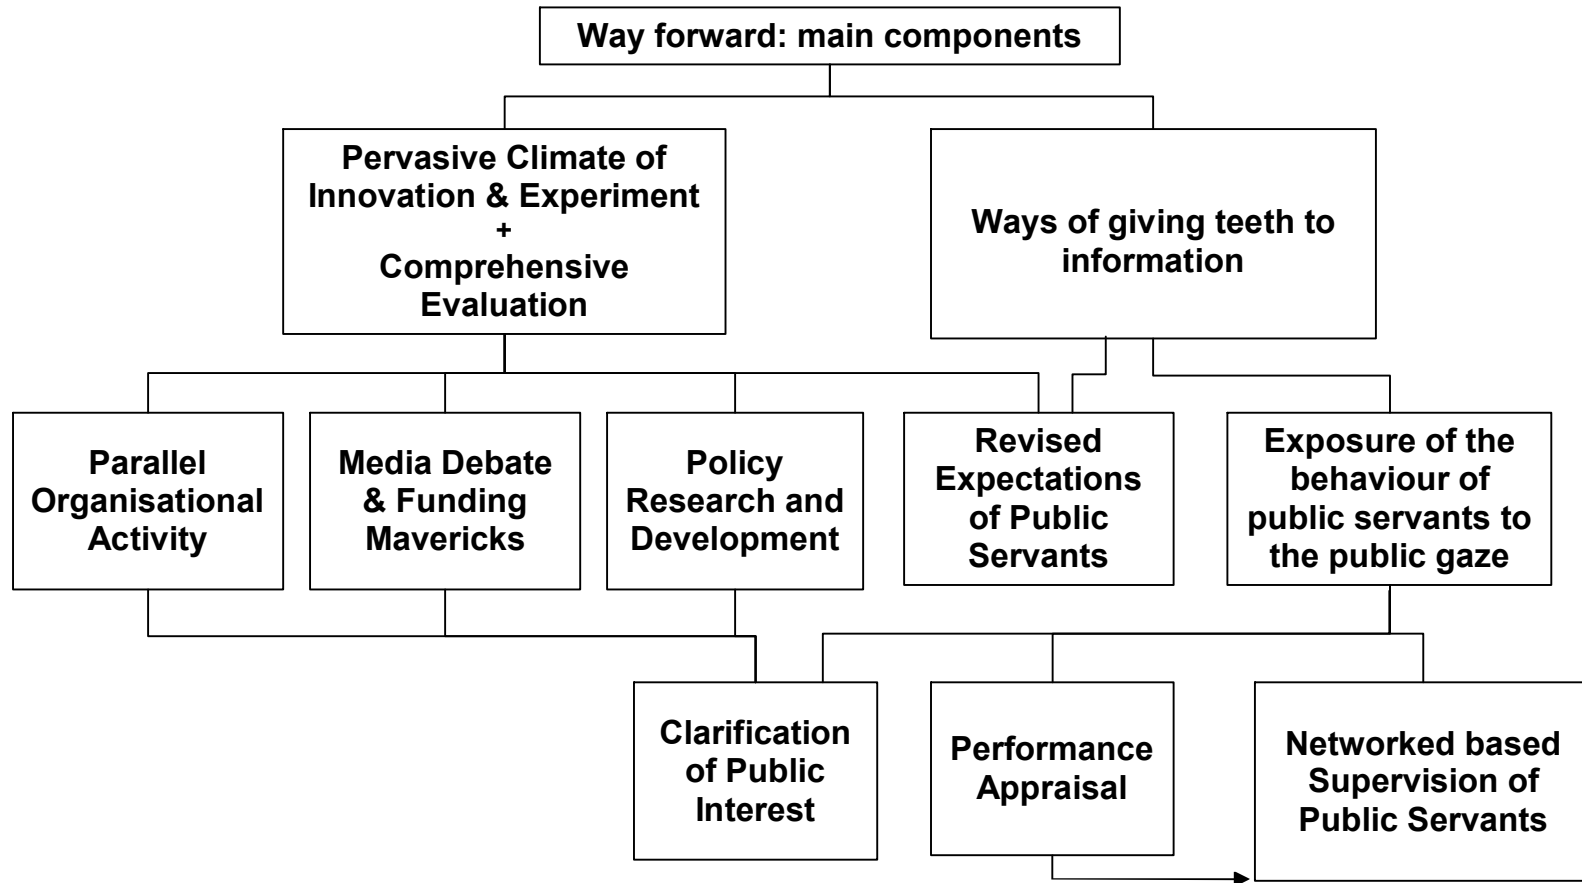 Way forward: main components
Pervasive Climate of
Innovation & Experiment
+
Comprehensive
Evaluation
Ways of giving teeth to
information
Parallel
Organisational
Activity
Media Debate
& Funding
Mavericks
Policy
Research and
Development
Revised
Expectations
of Public
Servants
Exposure of the
behaviour of
public servants to
the public gaze
Clarification
of Public
Interest
Performance
Appraisal
Networked based
Supervision of
Public Servants